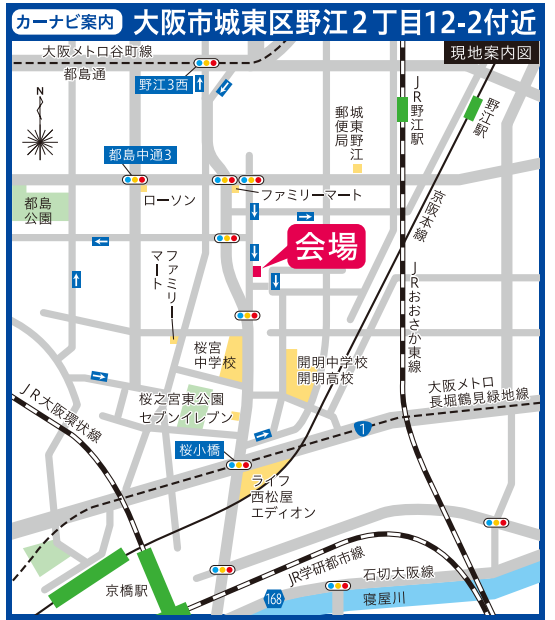 カーナビ案内
大阪市城東区野江2丁目12-2付近
大阪メトロ谷町線
現地案内図
都島通
野江3西
N
JR野江駅
野江駅
城東野江
郵便局
都島中通3
都島
公園
ローソン
ファミリーマート
京阪本線
会場
ファミリー
マート
JRおおさか東線
桜宮
中学校
開明中学校
開明高校
大阪メトロ
長堀鶴見緑地線
桜之宮東公園
セブンイレブン
JR大阪環状線
1
桜小橋
ライフ
西松屋
エディオン
JR学研都市線
石切大阪線
京橋駅
168
寝屋川